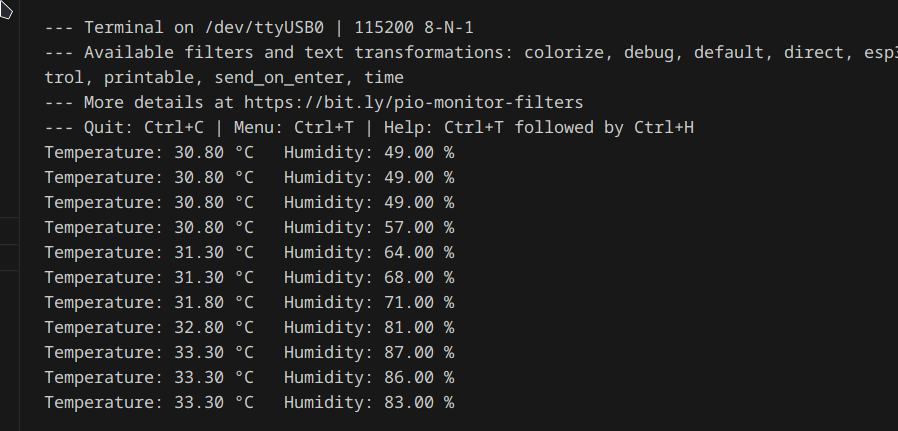 --- Terminal on /dev/ttyUSB0 | 115200 8-N-1
--- Available filters and text transformations: colorize, debug, default, direct,
trol, printable, send_on_enter, time
--- More details at https://bit.ly/pio-monitor-filters
--- Quit: Ctrl+C | Menu: Ctrl+T | Help: Ctrl+T followed by Ctrl+H
Temperature: 30.80 °C   Humidity: 49.00 %
Temperature: 30.80 °C   Humidity: 49.00 %
Temperature: 30.80 °C   Humidity: 49.00 %
Temperature: 30.80 °C   Humidity: 57.00 %
Temperature: 31.30 °C   Humidity: 64.00 %
Temperature: 31.30 °C   Humidity: 68.00 %
Temperature: 31.80 °C   Humidity: 71.00 %
Temperature: 32.80 °C   Humidity: 81.00 %
Temperature: 33.30 °C   Humidity: 87.00 %
Temperature: 33.30 °C   Humidity: 86.00 %
Temperature: 33.30 °C   Humidity: 83.00 %